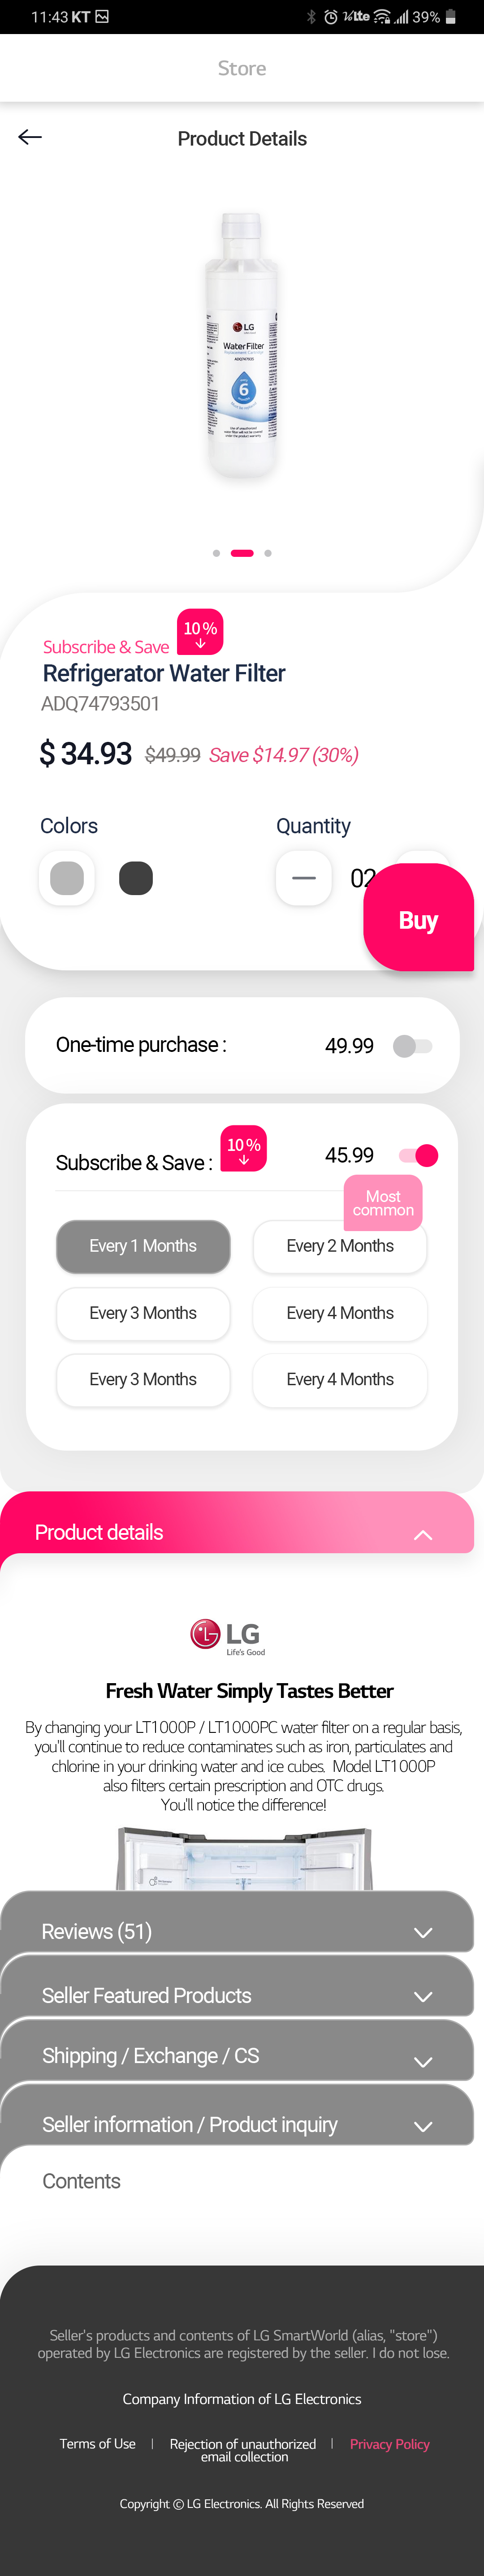 11:43 KT
VoLTE 39%
Store
Product Details
LG
Water Filter
Replacement Cartridge
ADQ747935
6
$ 34.93 $49.99 Save $14.97 (30%)
Subscribe & Save 10%
Refrigerator Water Filter
ADQ74793501
Colors Quantity
02
Buy
One-time purchase : 49.99
Subscribe & Save : 10% 45.99
Most
common
Every 1 Months Every 2 Months
Every 3 Months Every 4 Months
Every 3 Months Every 4 Months
Product details
LG
Life's Good
Fresh Water Simply Tastes Better
By changing your LT1000P / LT1000PC water filter on a regular basis,
you'll continue to reduce contaminates such as iron, particulates and
chlorine in your drinking water and ice cubes. Model LT1000P
also filters certain prescription and OTC drugs.
You'll notice the difference!
Reviews (51)
Seller Featured Products
Shipping / Exchange / CS
Seller information / Product inquiry
Contents
Seller's products and contents of LG SmartWorld (alias, "store")
operated by LG Electronics are registered by the seller. I do not lose.
Company Information of LG Electronics
Terms of Use | Rejection of unauthorized | Privacy Policy
email collection
Copyright © LG Electronics. All Rights Reserved